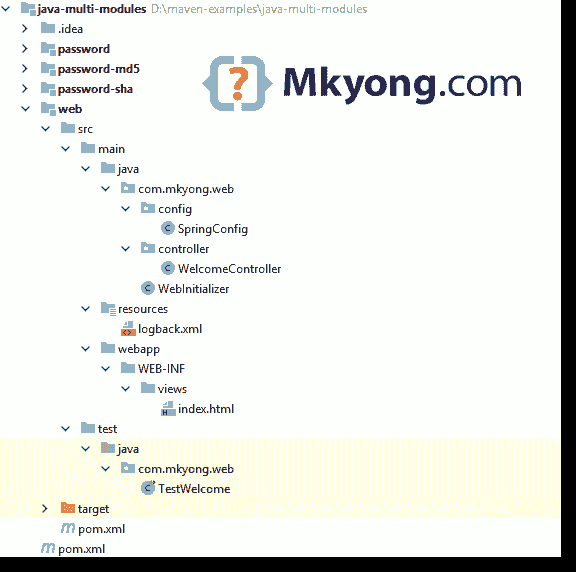 java-multi-modules D:\maven-examples\java-multi-modules
.idea
password
password-md5
password-sha
web
src
main
java
com.mkyong.web
config
SpringConfig
controller
WelcomeController
WebInitializer
resources
logback.xml
webapp
WEB-INF
views
index.html
test
java
com.mkyong.web
TestWelcome
target
pom.xml
pom.xml
Mkyong.com